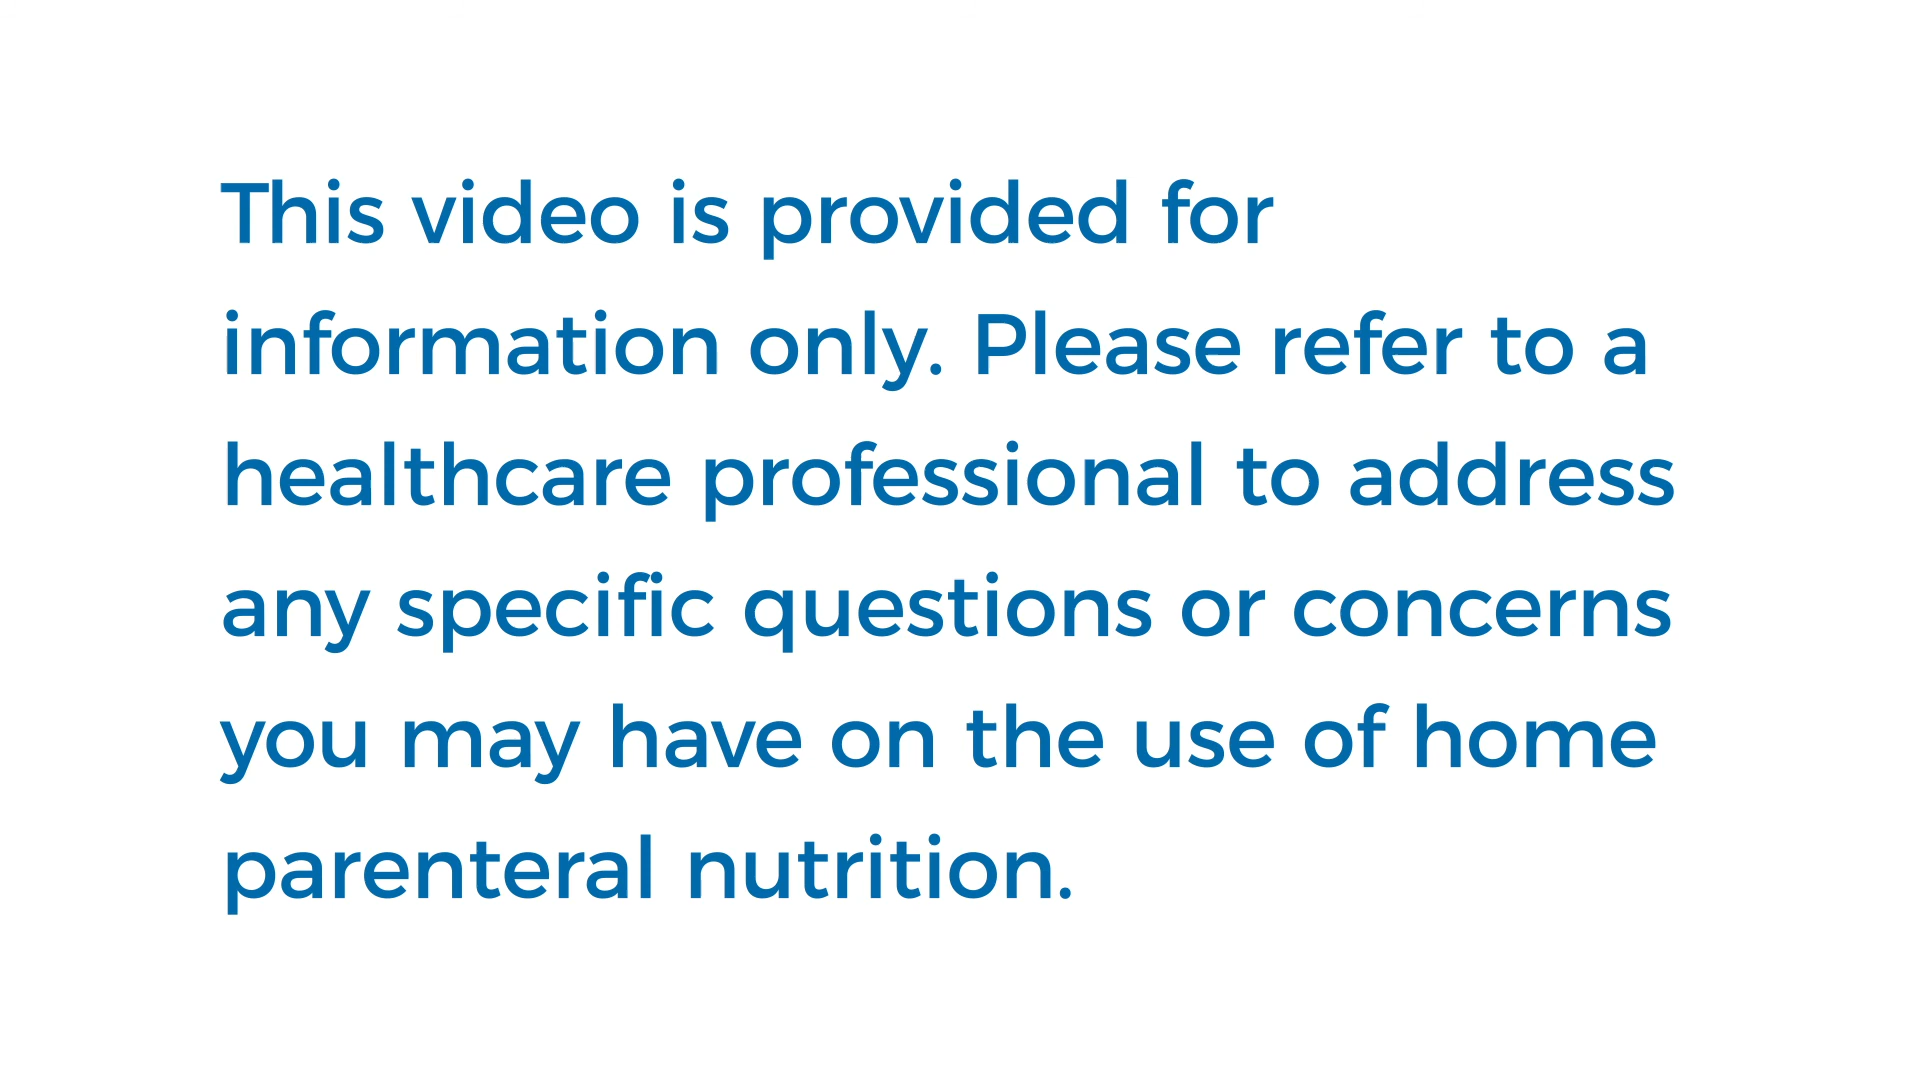 This video is provided for
information only. Please refer to a
healthcare professional to address
any specific questions or concerns
you may have on the use of home
parenteral nutrition.